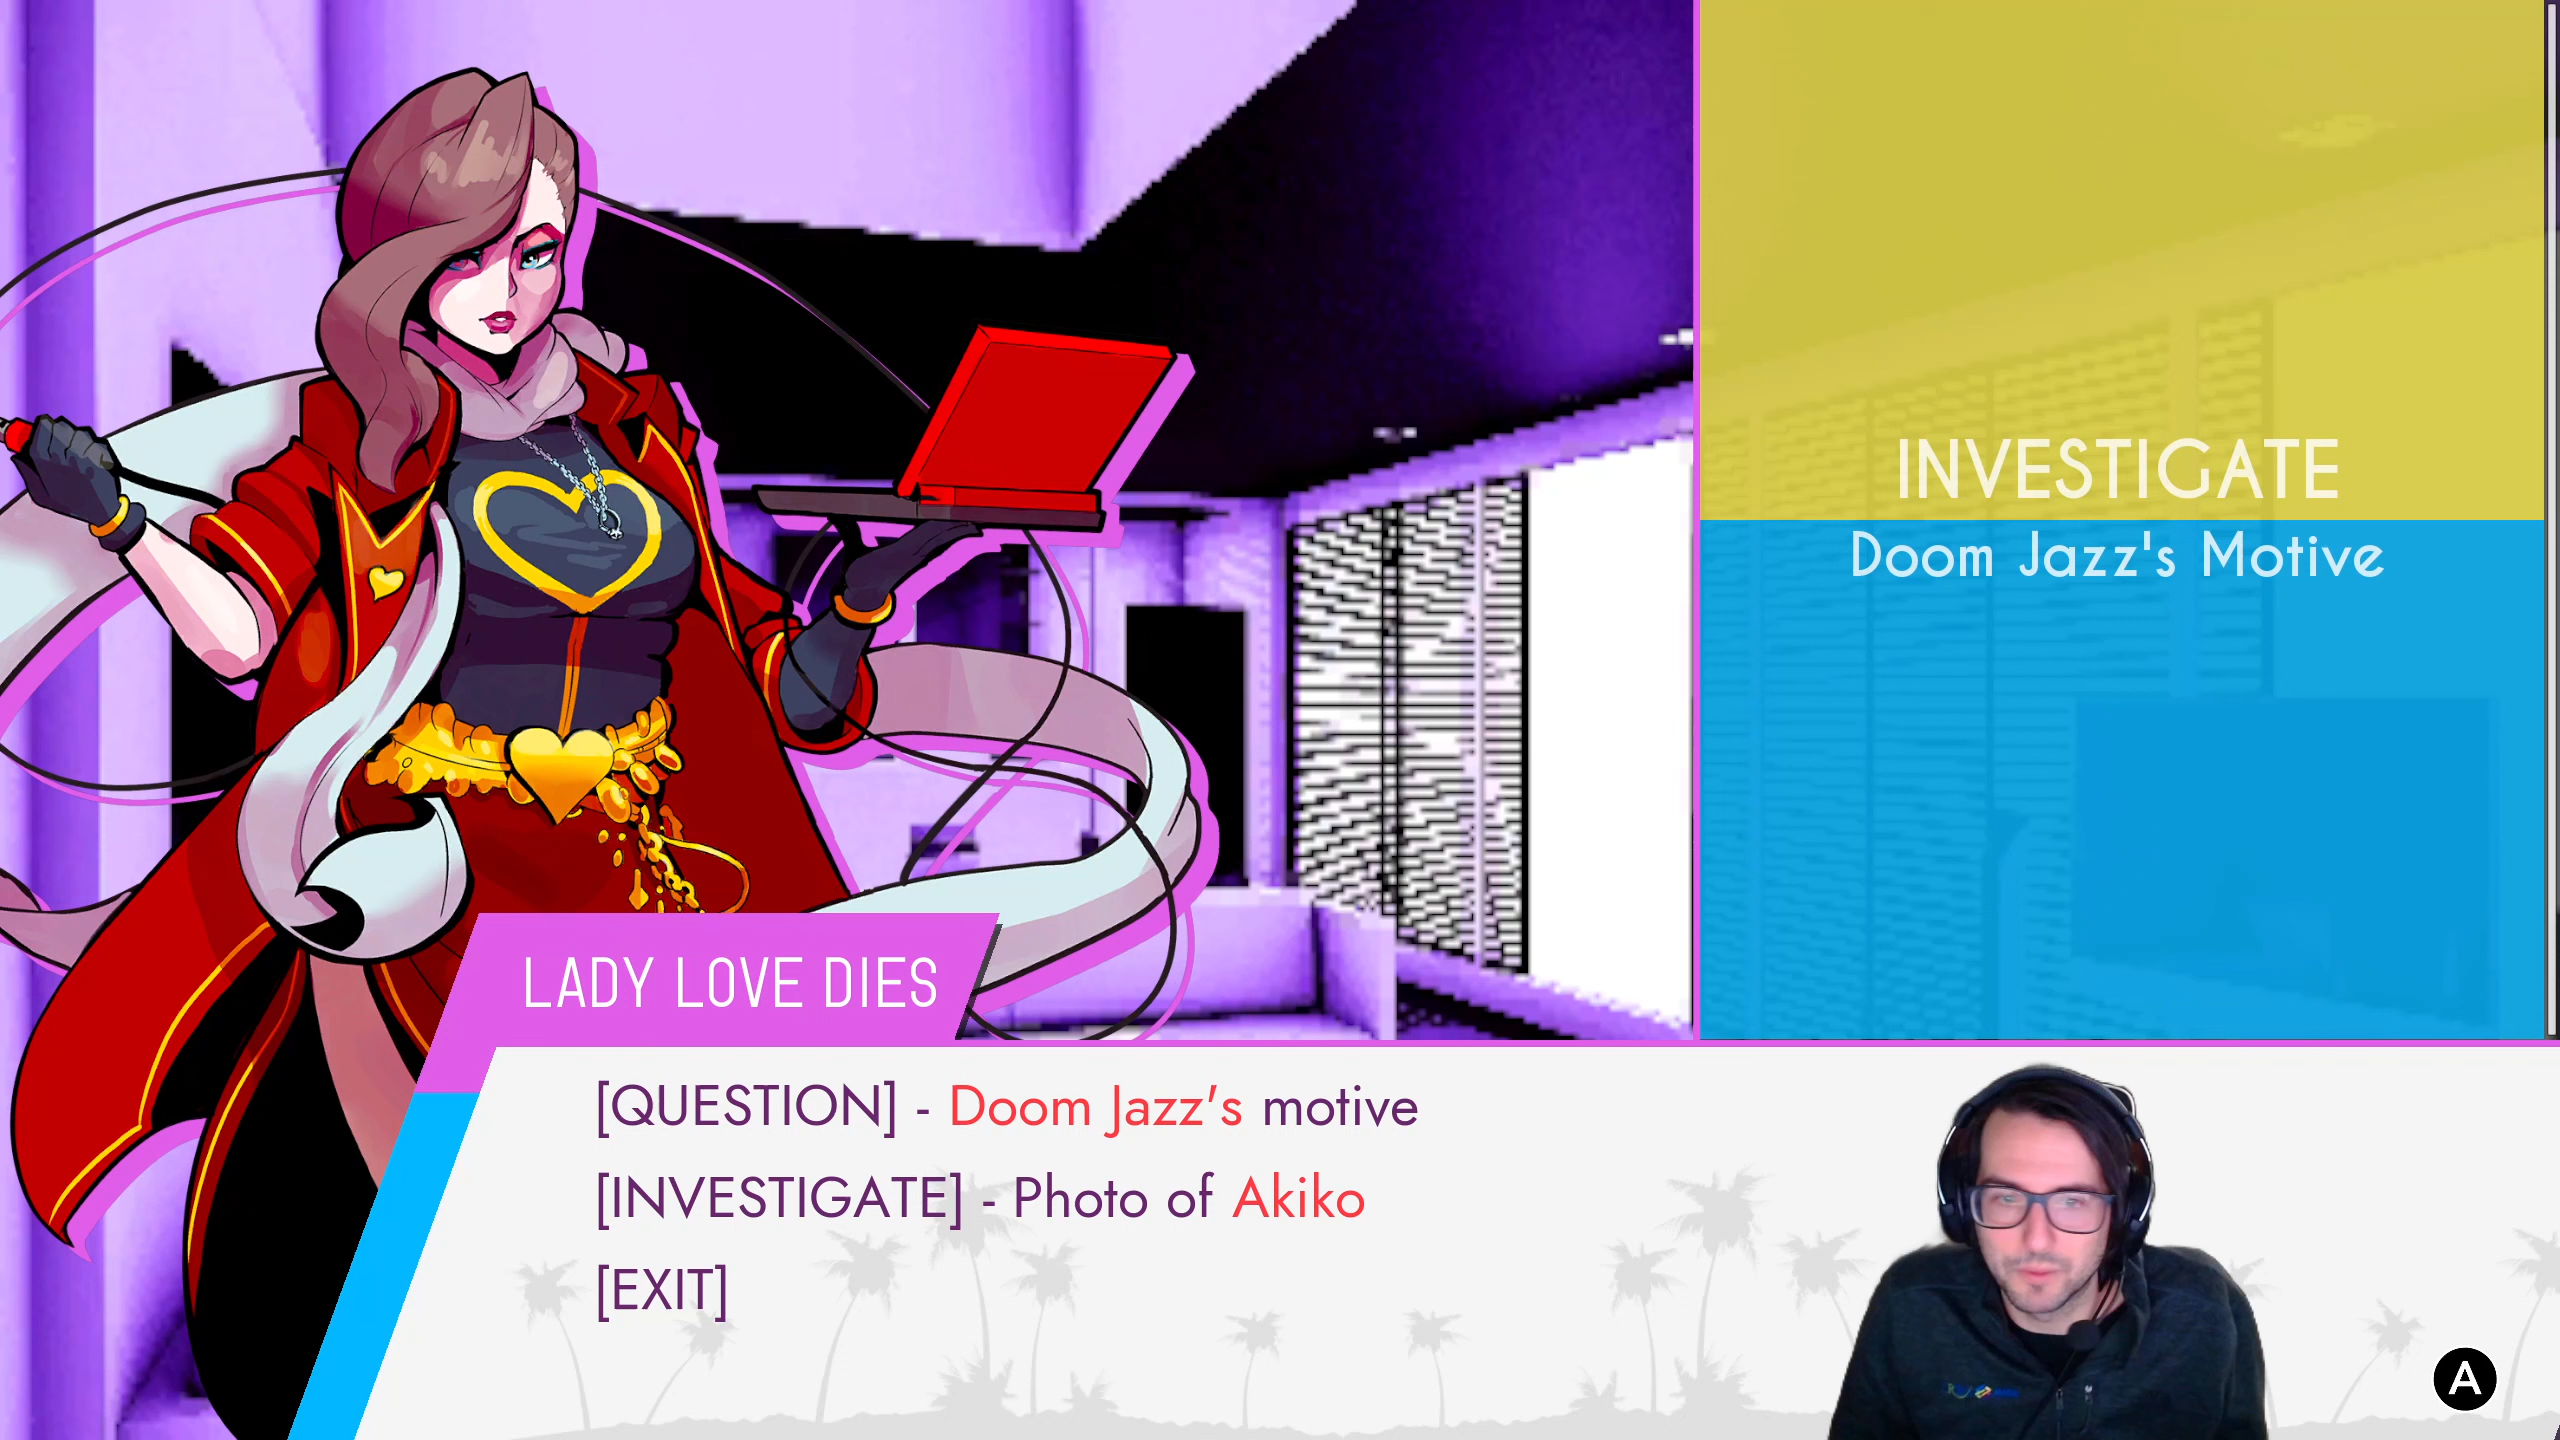 INVESTIGATE
Doom Jazz's Motive
LADY LOVE DIES
[QUESTION] - Doom Jazz's motive
[INVESTIGATE] - Photo of Akiko
[EXIT]
A